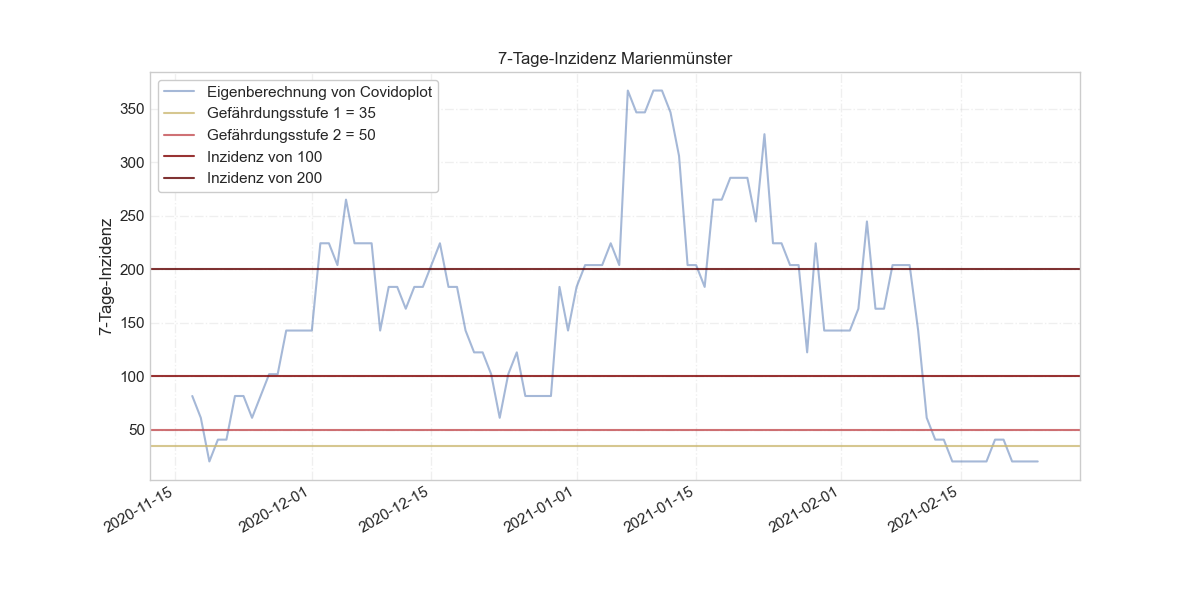 7-Tage-Inzidenz Marienmünster
Eigenberechnung von Covidoplot
Gefährdungsstufe 1 = 35
Gefährdungsstufe 2 = 50
Inzidenz von 100
Inzidenz von 200
7-Tage-Inzidenz
350
300
250
200
150
100
50
2020-11-15
2020-12-01
2020-12-15
2021-01-01
2021-01-15
2021-02-01
2021-02-15